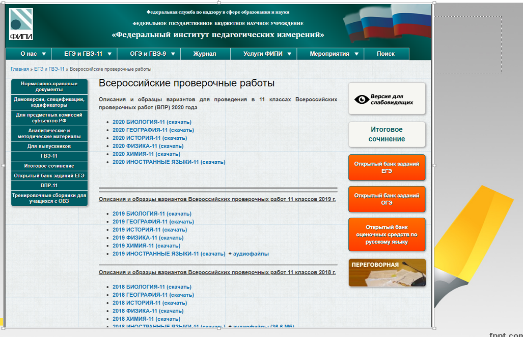 Федеральная служба по надзору в сфере образования и науки
ФЕДЕРАЛЬНОЕ ГОСУДАРСТВЕННОЕ БЮДЖЕТНОЕ НАУЧНОЕ УЧРЕЖДЕНИЕ
«Федеральный институт педагогических измерений»
ФИПИ
О нас ЕГЭ и ГВЭ-11 ОГЭ и ГВЭ-9 Журнал Услуги ФИПИ Мероприятия Поиск
Главная » ЕГЭ и ГВЭ-11 » Всероссийские проверочные работы
Нормативно-правовые
документы
Демоверсии, спецификации,
кодификаторы
Для предметных комиссий
субъектов РФ
Аналитические и
методические материалы
Для выпускников
ГВЭ-11
Итоговое сочинение
Открытый банк заданий ЕГЭ
ВПР 11
Тренировочные сборники для
учащихся с ОВЗ
Всероссийские проверочные работы
Описания и образцы вариантов для проведения в 11 классах Всероссийских
проверочных работ (ВПР) 2020 года
2020 БИОЛОГИЯ-11 (скачать)
2020 ГЕОГРАФИЯ-11 (скачать)
2020 ИСТОРИЯ-11 (скачать)
2020 ФИЗИКА-11 (скачать)
2020 ХИМИЯ-11 (скачать)
2020 ИНОСТРАННЫЕ ЯЗЫКИ-11 (скачать)
Описания и образцы вариантов Всероссийских проверочных работ 11 классов 2019 г.
2019 БИОЛОГИЯ-11 (скачать)
2019 ГЕОГРАФИЯ-11 (скачать)
2019 ИСТОРИЯ-11 (скачать)
2019 ФИЗИКА-11 (скачать)
2019 ХИМИЯ-11 (скачать)
2019 ИНОСТРАННЫЕ ЯЗЫКИ-11 (скачать) + аудиофайлы
Описания и образцы вариантов Всероссийских проверочных работ 11 классов 2018 г.
2018 БИОЛОГИЯ-11 (скачать)
2018 ГЕОГРАФИЯ-11 (скачать)
2018 ИСТОРИЯ-11 (скачать)
2018 ФИЗИКА-11 (скачать)
2018 ХИМИЯ-11 (скачать)
2018 ИНОСТРАННЫЕ ЯЗЫКИ-11 (скачать) + аудиофайлы
Версия для
слабовидящих
Итоговое
сочинение
Открытый банк заданий
ЕГЭ
Открытый банк заданий
ОГЭ
Открытый банк
оценочных средств по
русскому языку
ПЕРЕГОВОРНАЯ